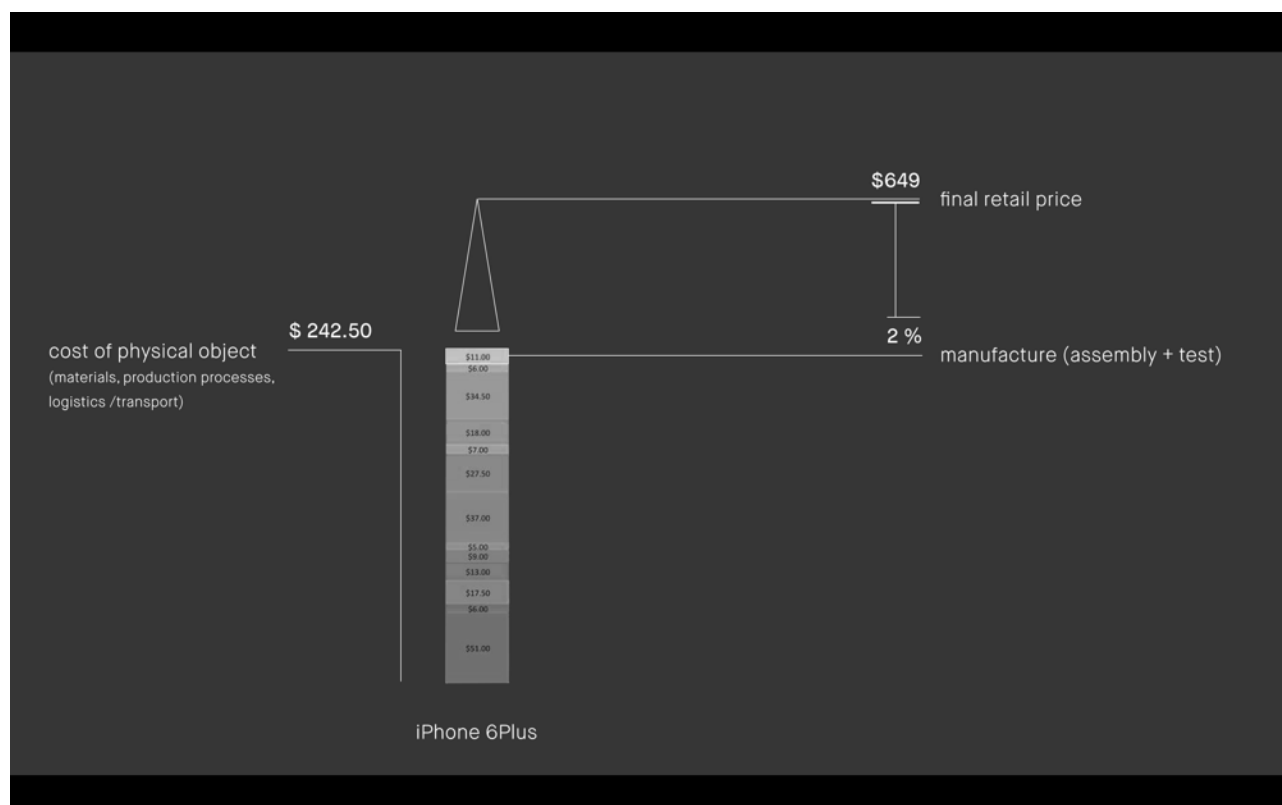 $649
final retail price
$ 242.50
2 %
cost of physical object
manufacture (assembly + test)
(materials, production processes,
logistics /transport)
$11.00
$6.00
$34.50
$18.00
$7.00
$27.50
$37.00
$5.00
$9.00
$13.00
$17.50
$6.00
$51.00
iPhone 6Plus